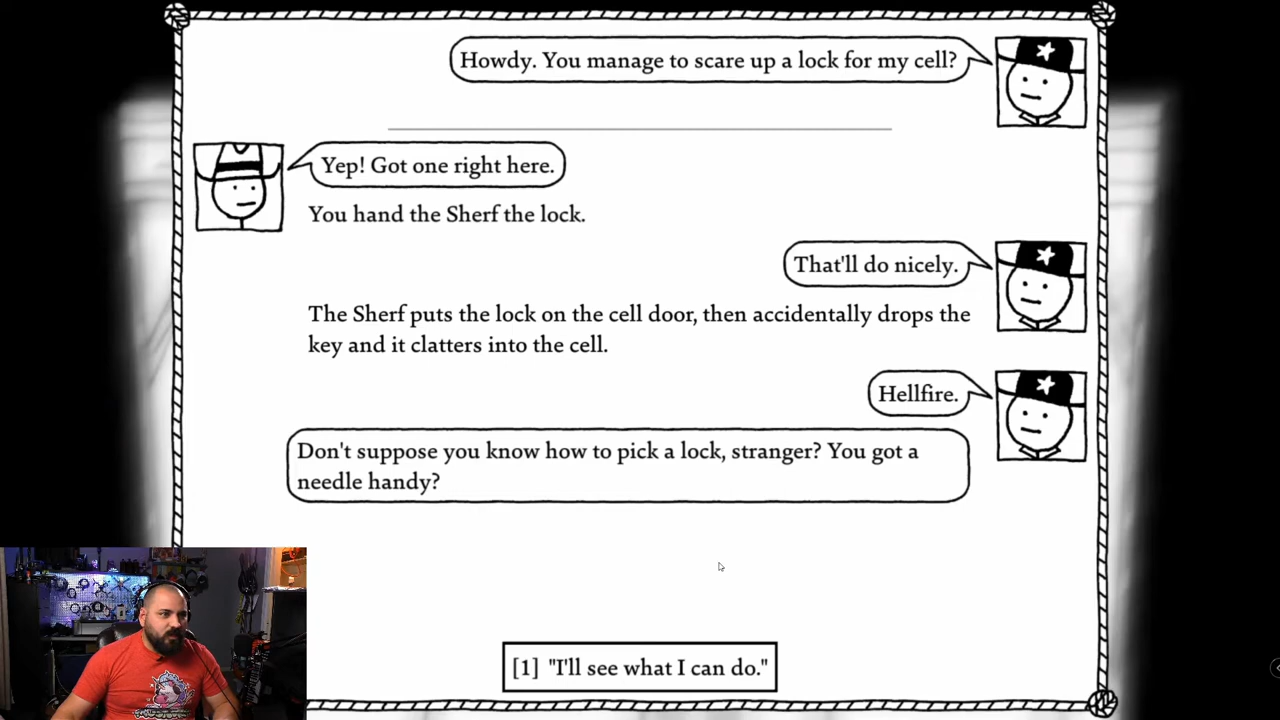 Howdy. You manage to scare up a lock for my cell?
Yep! Got one right here.
You hand the Sherf the lock.
That'll do nicely.
The Sherf puts the lock on the cell door, then accidentally drops the
key and it clatters into the cell.
Hellfire.
Don't suppose you know how to pick a lock, stranger? You got a
needle handy?
[1] "I'll see what I can do."